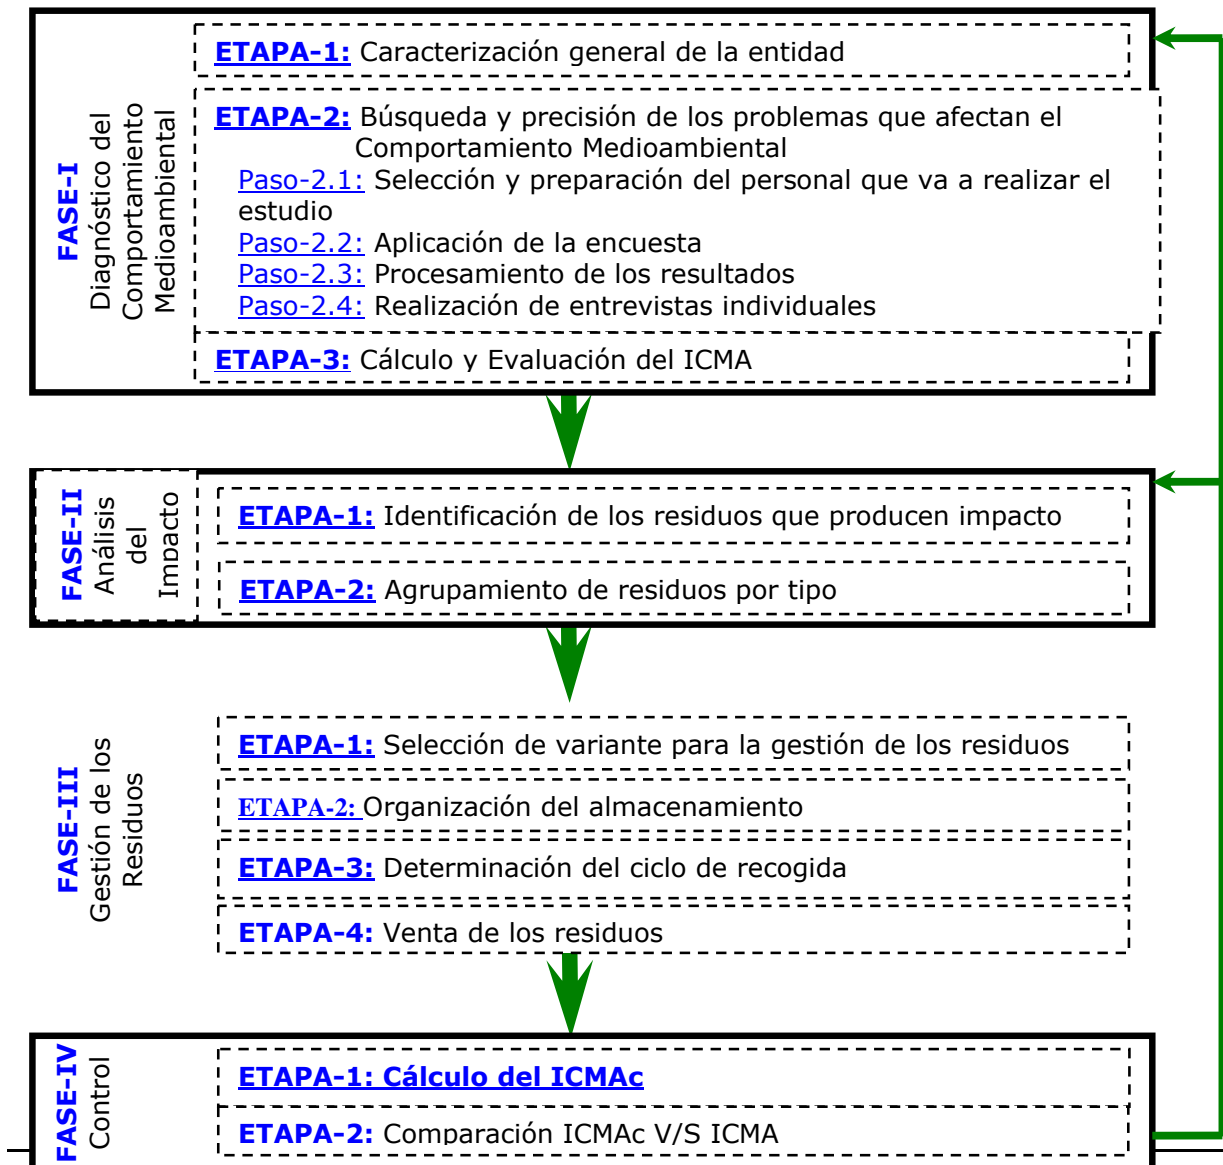 FASE-I
Diagnóstico del
Comportamiento
Medioambiental
ETAPA-1: Caracterización general de la entidad
ETAPA-2: Búsqueda y precisión de los problemas que afectan el
Comportamiento Medioambiental
Paso-2.1: Selección y preparación del personal que va a realizar el
estudio
Paso-2.2: Aplicación de la encuesta
Paso-2.3: Procesamiento de los resultados
Paso-2.4: Realización de entrevistas individuales
ETAPA-3: Cálculo y Evaluación del ICMA
FASE-II
Análisis
del
Impacto
ETAPA-1: Identificación de los residuos que producen impacto
ETAPA-2: Agrupamiento de residuos por tipo
FASE-III
Gestión de los
Residuos
ETAPA-1: Selección de variante para la gestión de los residuos
ETAPA-2: Organización del almacenamiento
ETAPA-3: Determinación del ciclo de recogida
ETAPA-4: Venta de los residuos
FASE-IV
Control
ETAPA-1: Cálculo del ICMAc
ETAPA-2: Comparación ICMAc V/S ICMA